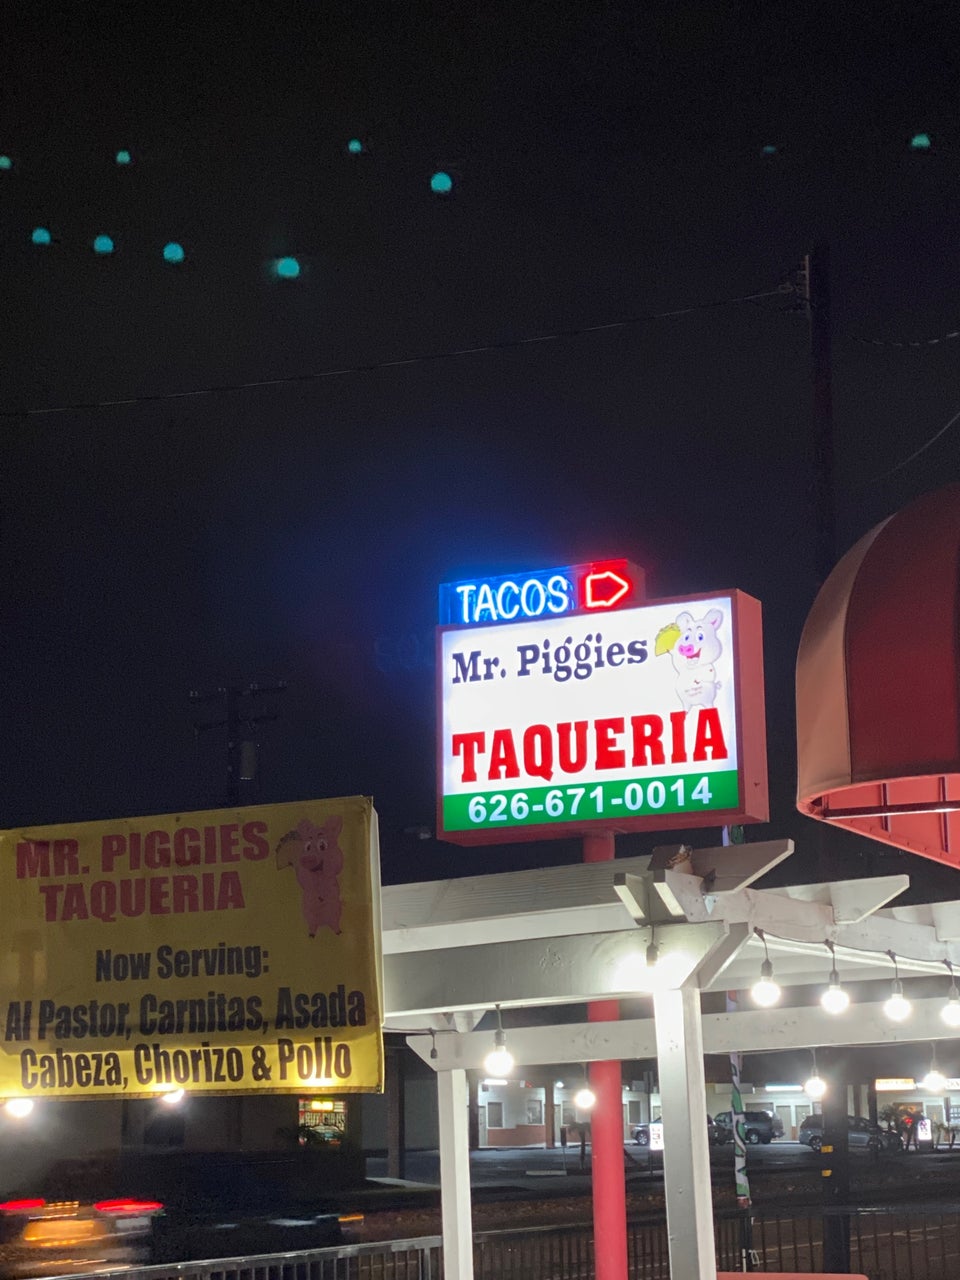 TACOS
Mr. Piggies
TAQUERIA
626-671-0014
MR. PIGGIES
TAQUERIA
Now Serving:
Al Pastor, Carnitas, Asada
Cabeza, Chorizo & Pollo